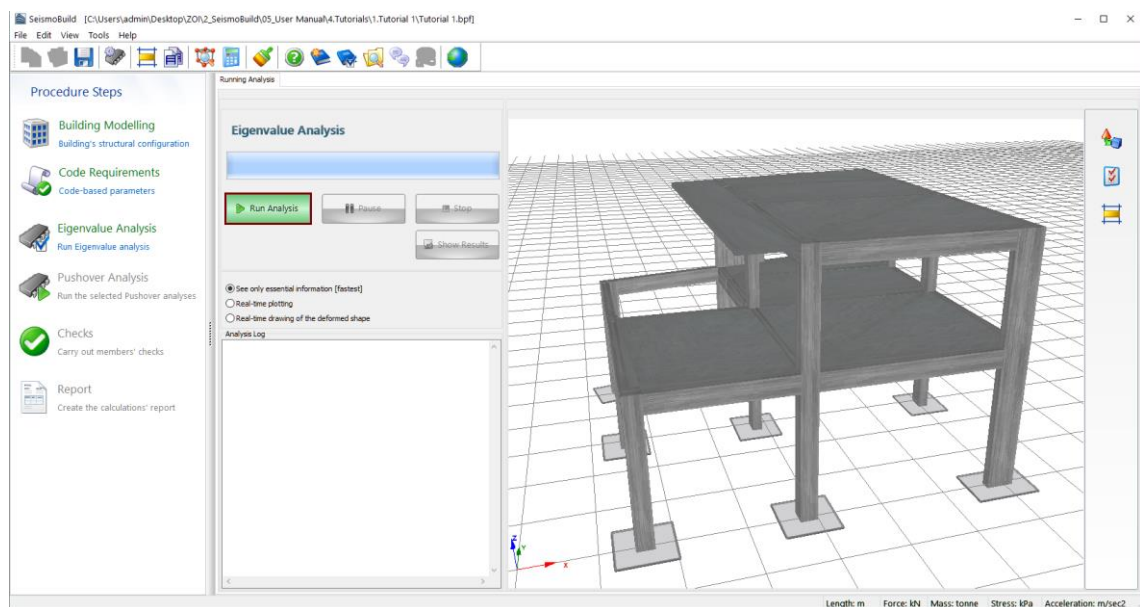 SeismoBuild [C:\Users\admin\Desktop\ZOI\2_SeismoBuild\05_User Manual\4.Tutorials\1.Tutorial 1\Tutorial 1.bpf]
File Edit View Tools Help
Procedure Steps
Building Modelling
Building's structural configuration
Code Requirements
Code-based parameters
Eigenvalue Analysis
Run Eigenvalue analysis
Pushover Analysis
Run the selected Pushover analyses
Checks
Carry out members' checks
Report
Create the calculations' report
Running Analysis
Eigenvalue Analysis
Run Analysis Pause Stop
Show Results
See only essential information [fastest]
Real-time plotting
Real-time drawing of the deformed shape
Analysis Log
Z
Y
X
Length: m Force: kN Mass: tonne Stress: kPa Acceleration: m/sec2